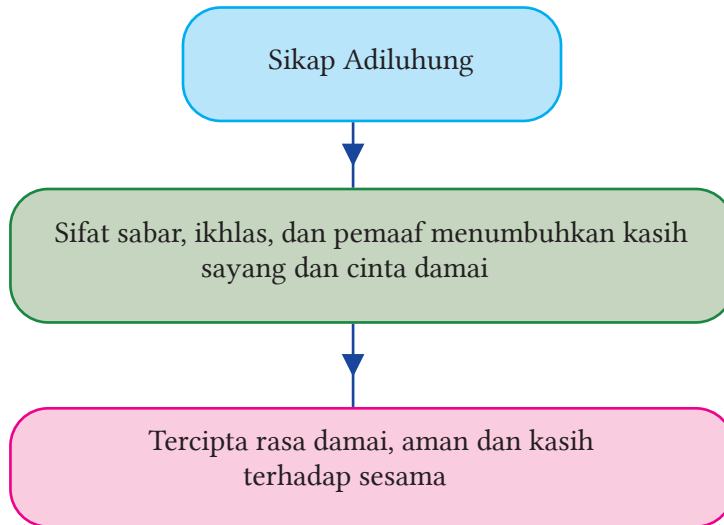 Sikap Adiluhung
Sifat sabar, ikhlas, dan pemaaf menumbuhkan kasih
sayang dan cinta damai
Tercipta rasa damai, aman dan kasih
terhadap sesama